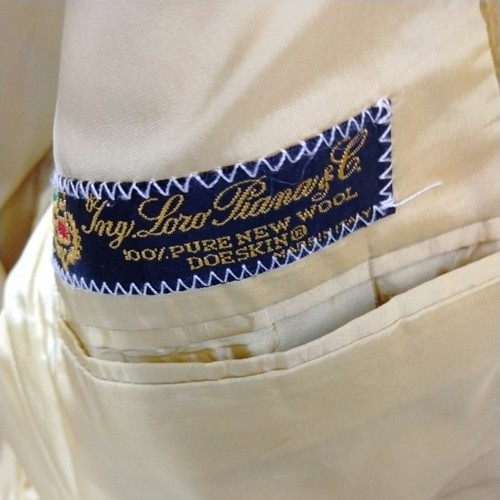 Ing. Loro Piana & C.
100% PURE NEW WOOL
DOESKIN®